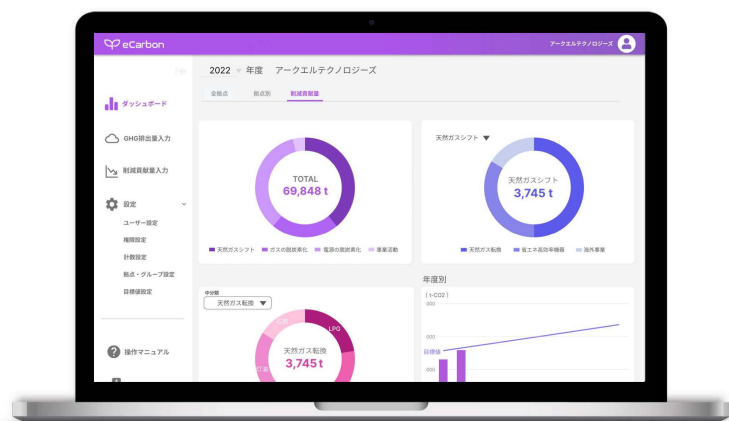 eCarbon
アークエルテクノロジーズ
2022 年度 アークエルテクノロジーズ
全拠点 拠点別 削減貢献量
ダッシュボード
GHG排出量入力
削減貢献量入力
設定
ユーザー設定
権限設定
計数設定
拠点・グループ設定
目標値設定
操作マニュアル
TOTAL
69,848 t
天然ガスシフト ガスの脱炭素化 電源の脱炭素化 事業活動
天然ガスシフト
天然ガスシフト
3,745 t
天然ガス転換 省エネ高効率機器 海外事業
中分類
天然ガス転換
LPG
天然ガス転換
3,745 t
年度別
( t-CO2 )
800
600
目標値
400